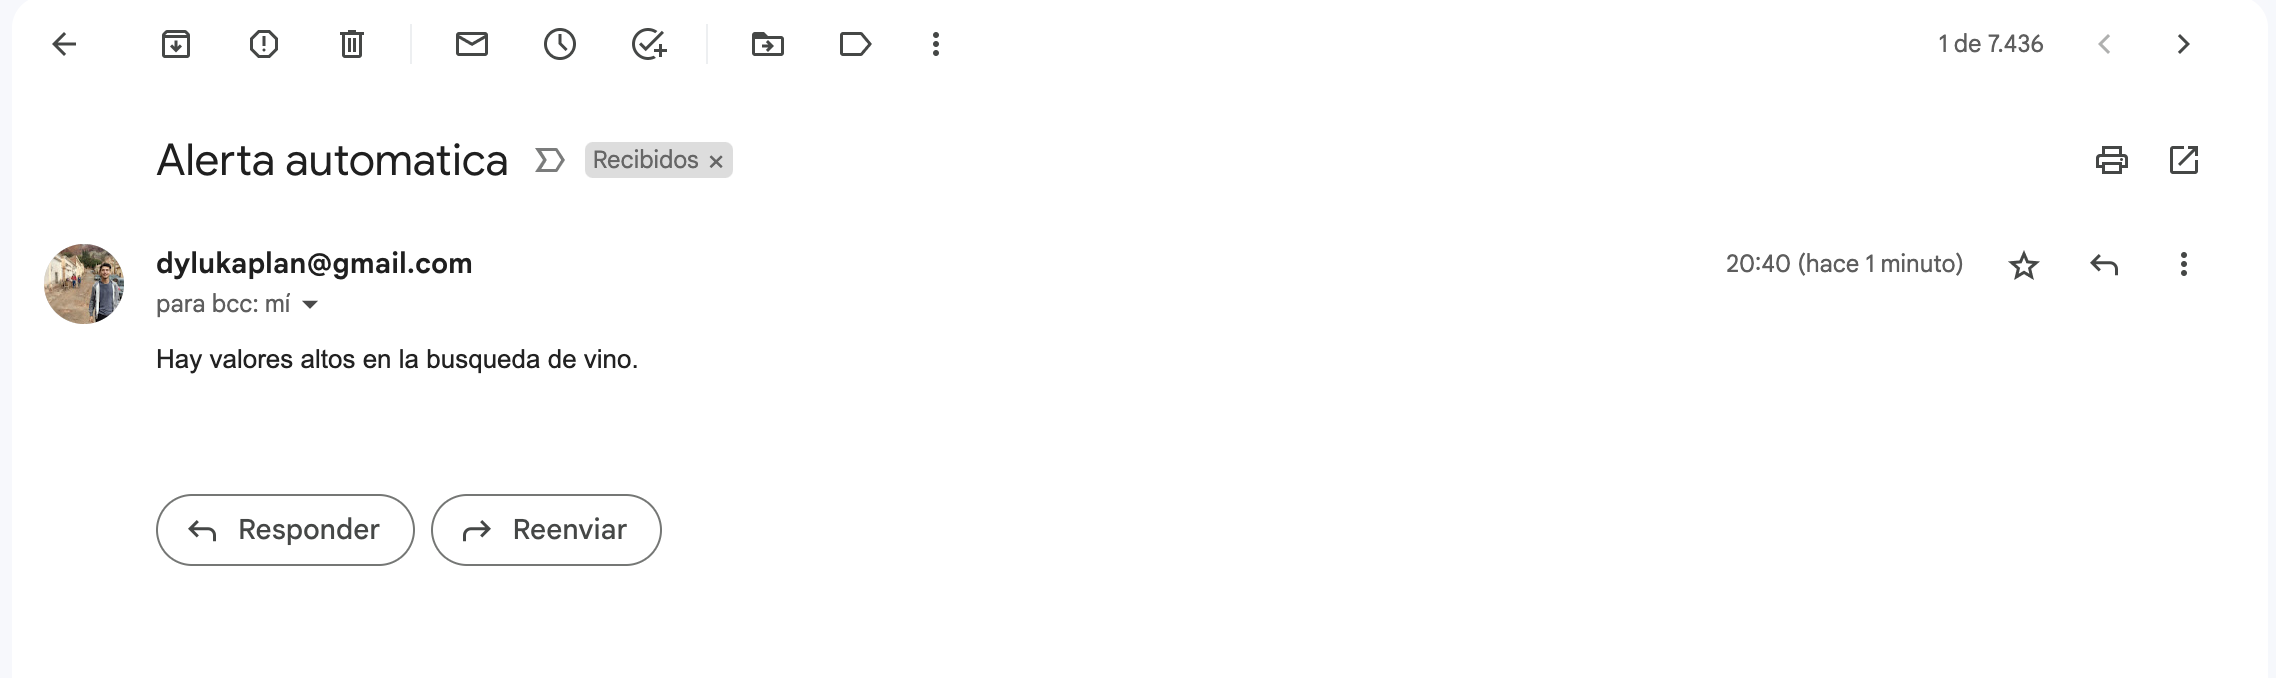 1 de 7.436
Alerta automatica
Recibidos ×
dylukaplan@gmail.com
20:40 (hace 1 minuto)
para bcc: mí
Hay valores altos en la busqueda de vino.
Responder
Reenviar